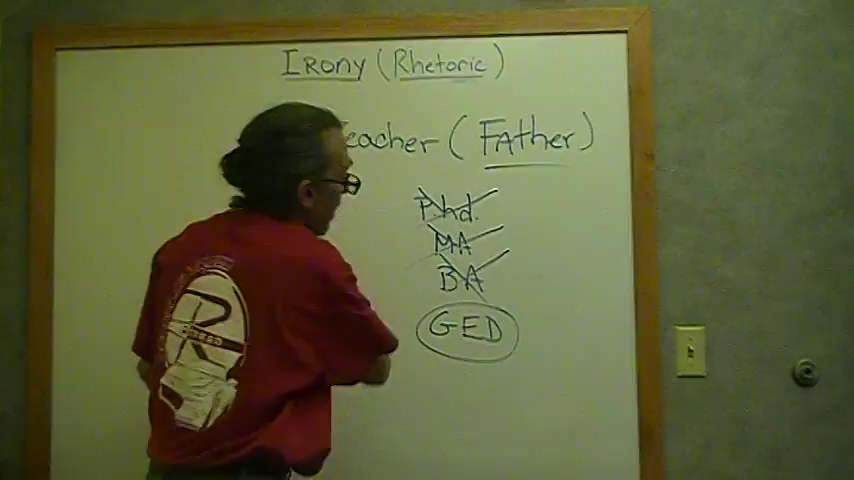 Irony (Rhetoric)
eacher (Father)
Phd.
MA
BA
GED